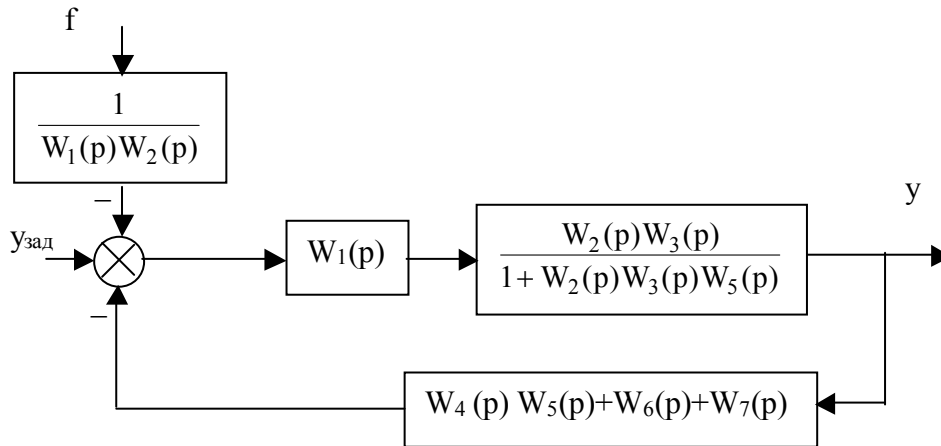 f
1
W₁(p)W₂(p)
–
y
yзад
W₁(p)
W₂(p)W₃(p)
1+ W₂(p)W₃(p)W₅(p)
–
W₄ (p) W₅(p)+W₆(p)+W₇(p)